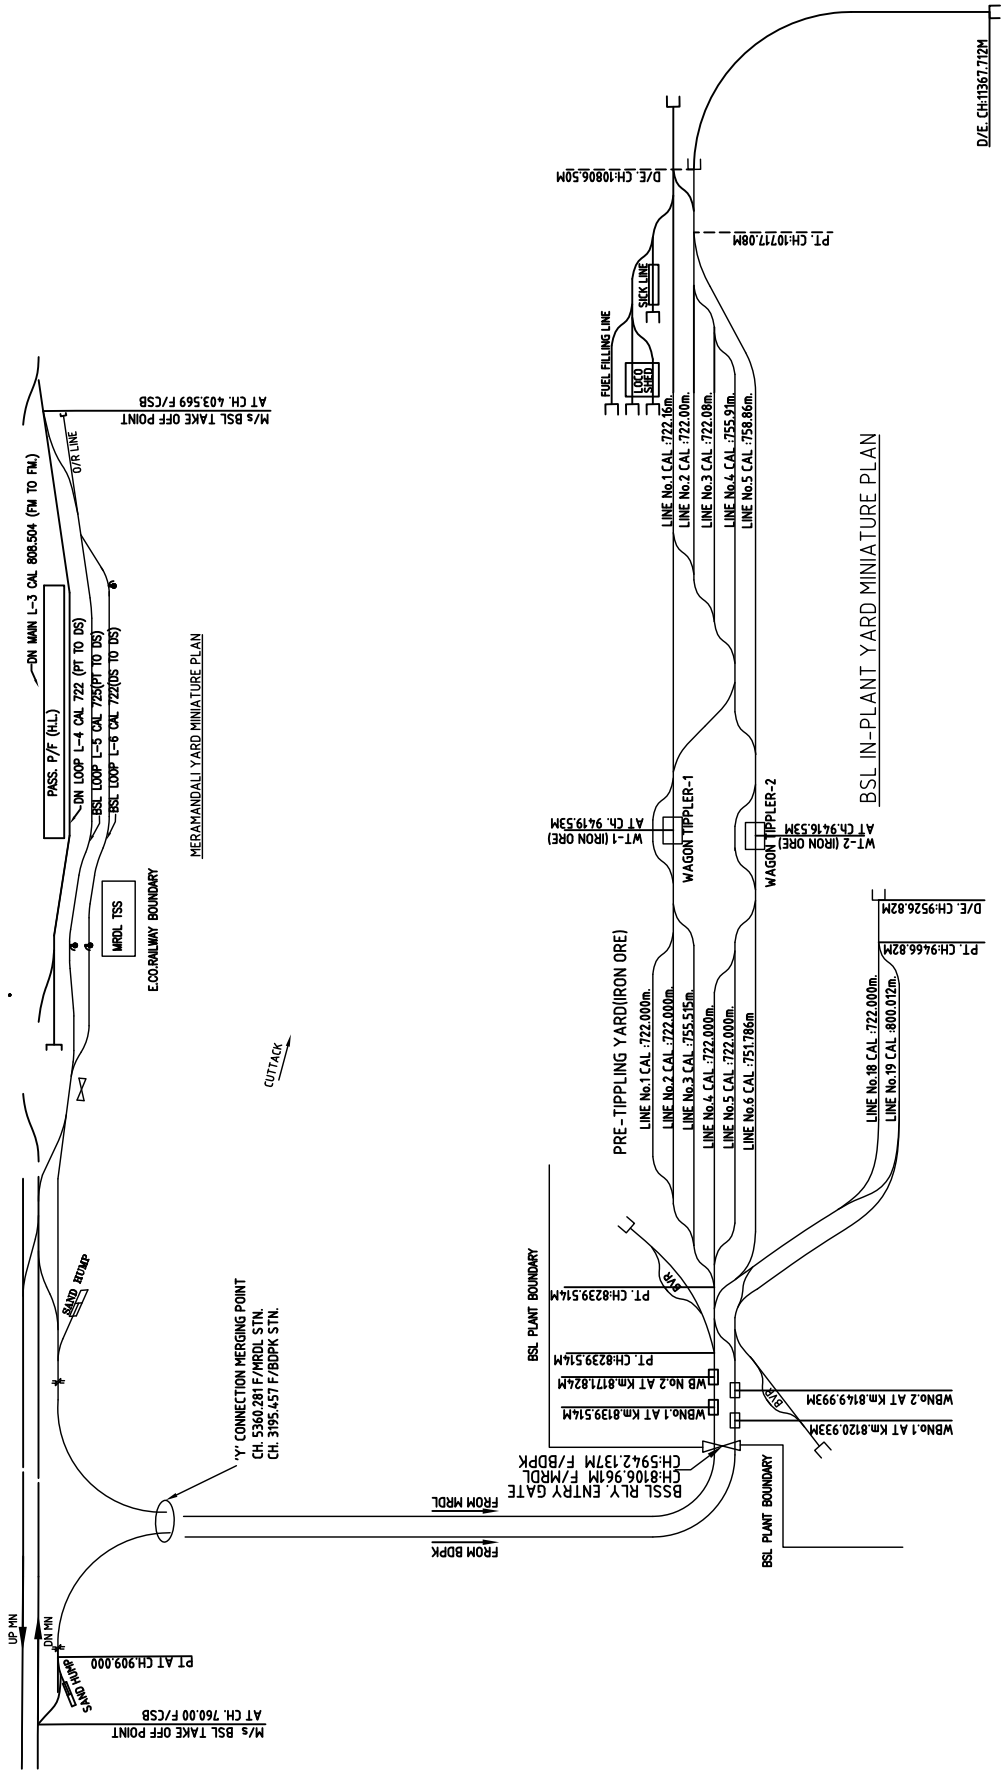 UP MN
DN MN
SAND HUMP
PT AT CH.909.000
M/s BSL TAKE OFF POINT
AT CH. 760.00 F/CSB
SAND HUMP
'Y' CONNECTION MERGING POINT
CH. 5360.281 F/MRDL STN.
CH. 3195.457 F/BDPK STN.
CUTTACK
E.CO.RAILWAY BOUNDARY
MRDL TSS
PASS. P/F (H.L)
DN MAIN L-3 CAL 808.504 (FM TO FM.)
DN LOOP L-4 CAL 722 (PT TO DS)
BSL LOOP L-5 CAL 725(PT TO DS)
BSL LOOP L-6 CAL 722(DS TO DS)
O/R LINE
M/s BSL TAKE OFF POINT
AT CH. 403.569 F/CSB
MERAMANDALI YARD MINIATURE PLAN
FROM MRDL
FROM BDPK
BSSL RLY. ENTRY GATE
CH:8106.961M F/MRDL
CH:5942.137M F/BDPK
BSL PLANT BOUNDARY
BSL PLANT BOUNDARY
WBNo.1 AT Km.8139.514M
WB No.2 AT Km.8171.824M
PT. CH:8239.514M
PT. CH:8239.514M
BVR
WBNo.1 AT Km.8120.933M
WBNo.2 AT Km.8149.993M
BVR
PRE-TIPPLING YARD(IRON ORE)
LINE No.1 CAL :722.000m.
LINE No.2 CAL :722.000m.
LINE No.3 CAL :755.515m
LINE No.4 CAL :722.000m.
LINE No.5 CAL :722.000m.
LINE No.6 CAL :751.786m
LINE No.18 CAL :722.000m.
LINE No.19 CAL :800.012m.
PT. CH:9466.82M
D/E. CH:9526.82M
WT-1 (IRON ORE)
AT Ch. 9419.53M
WAGON TIPPLER-1
WAGON TIPPLER-2
WT-2 (IRON ORE)
AT Ch.9416.53M
BSL IN-PLANT YARD MINIATURE PLAN
LINE No.1 CAL :722.16m.
LINE No.2 CAL :722.00m.
LINE No.3 CAL :722.08m.
LINE No.4 CAL :755.91m
LINE No.5 CAL :758.86m.
FUEL FILLING LINE
LOCO
SHED
SICK LINE
D/E. CH:10806.50M
PT. CH:10717.08M
D/E. CH:11367.712M